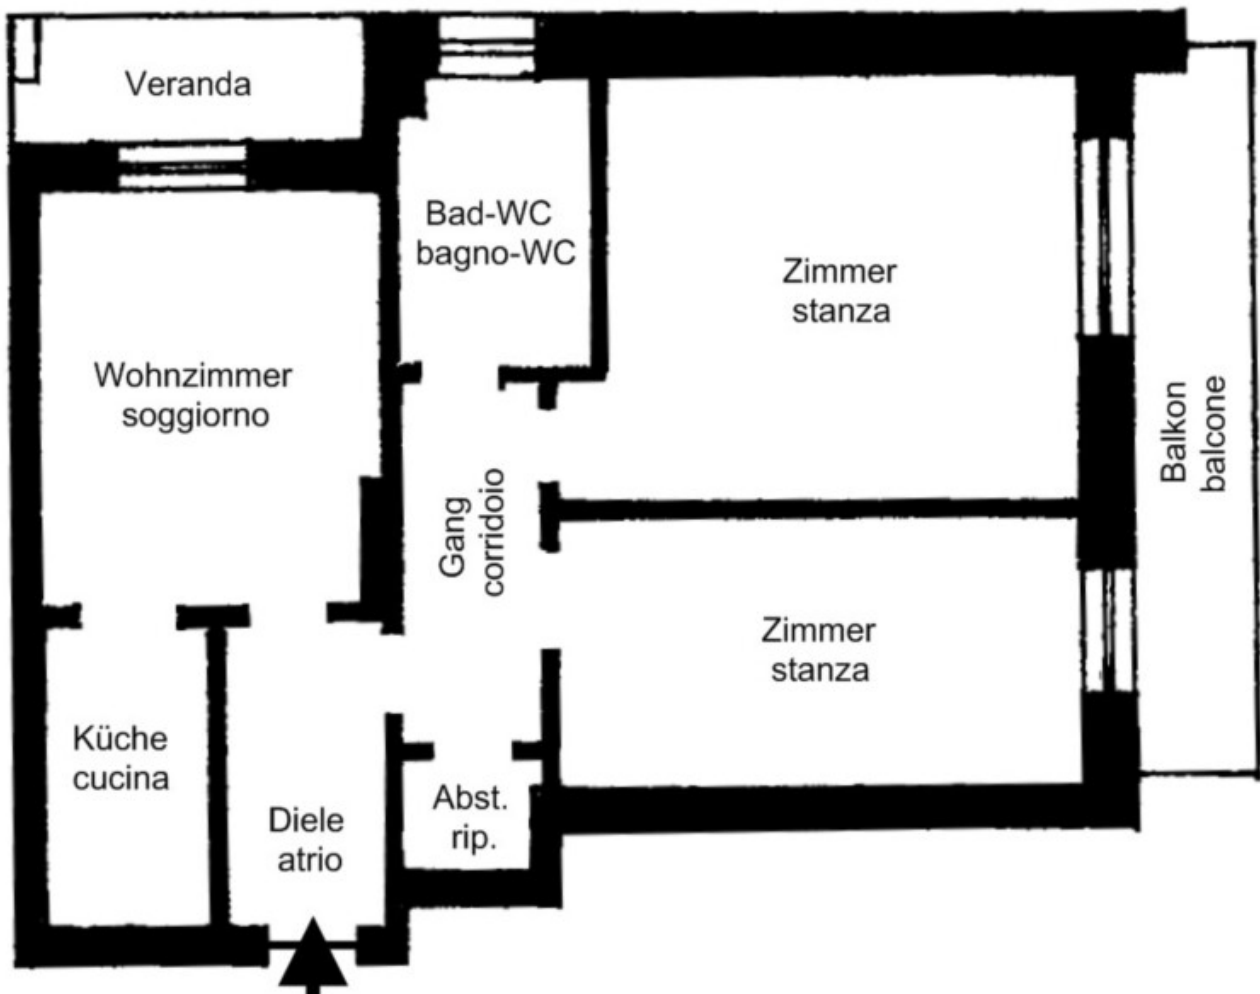 Veranda
Bad-WC
bagno-WC
Zimmer
stanza
Wohnzimmer
soggiorno
Balkon
balcone
Gang
corridoio
Zimmer
stanza
Küche
cucina
Diele
atrio
Abst.
rip.